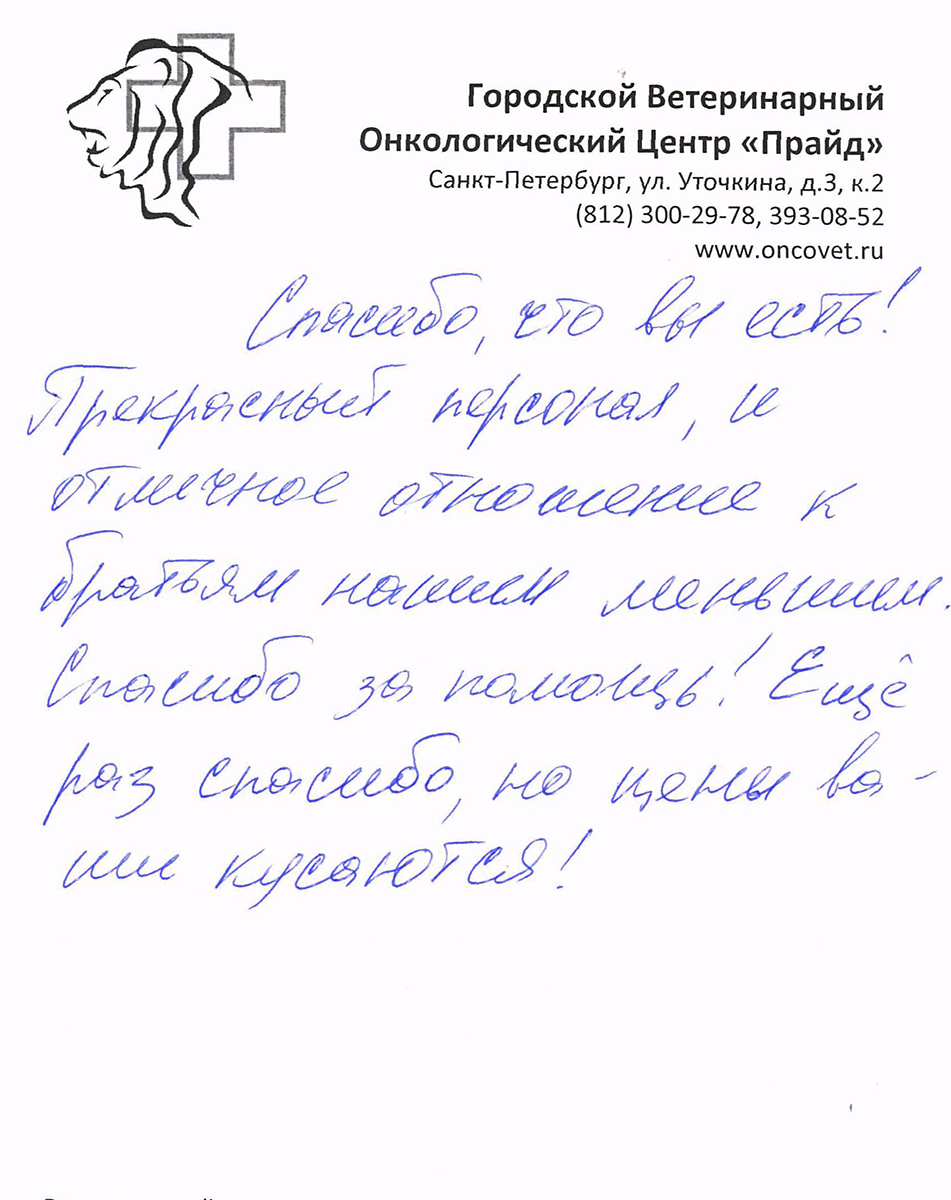 Городской Ветеринарный
Онкологический Центр «Прайд»
Санкт-Петербург, ул. Уточкина, д.3, к.2
(812) 300-29-78, 393-08-52
www.oncovet.ru
Спасибо, что вы есть!
Прекрасный персонал, и
отличное отношение к
братьям нашим меньшим.
Спасибо за помощь! Ещё
раз спасибо, но цены ва-
ши кусаются!